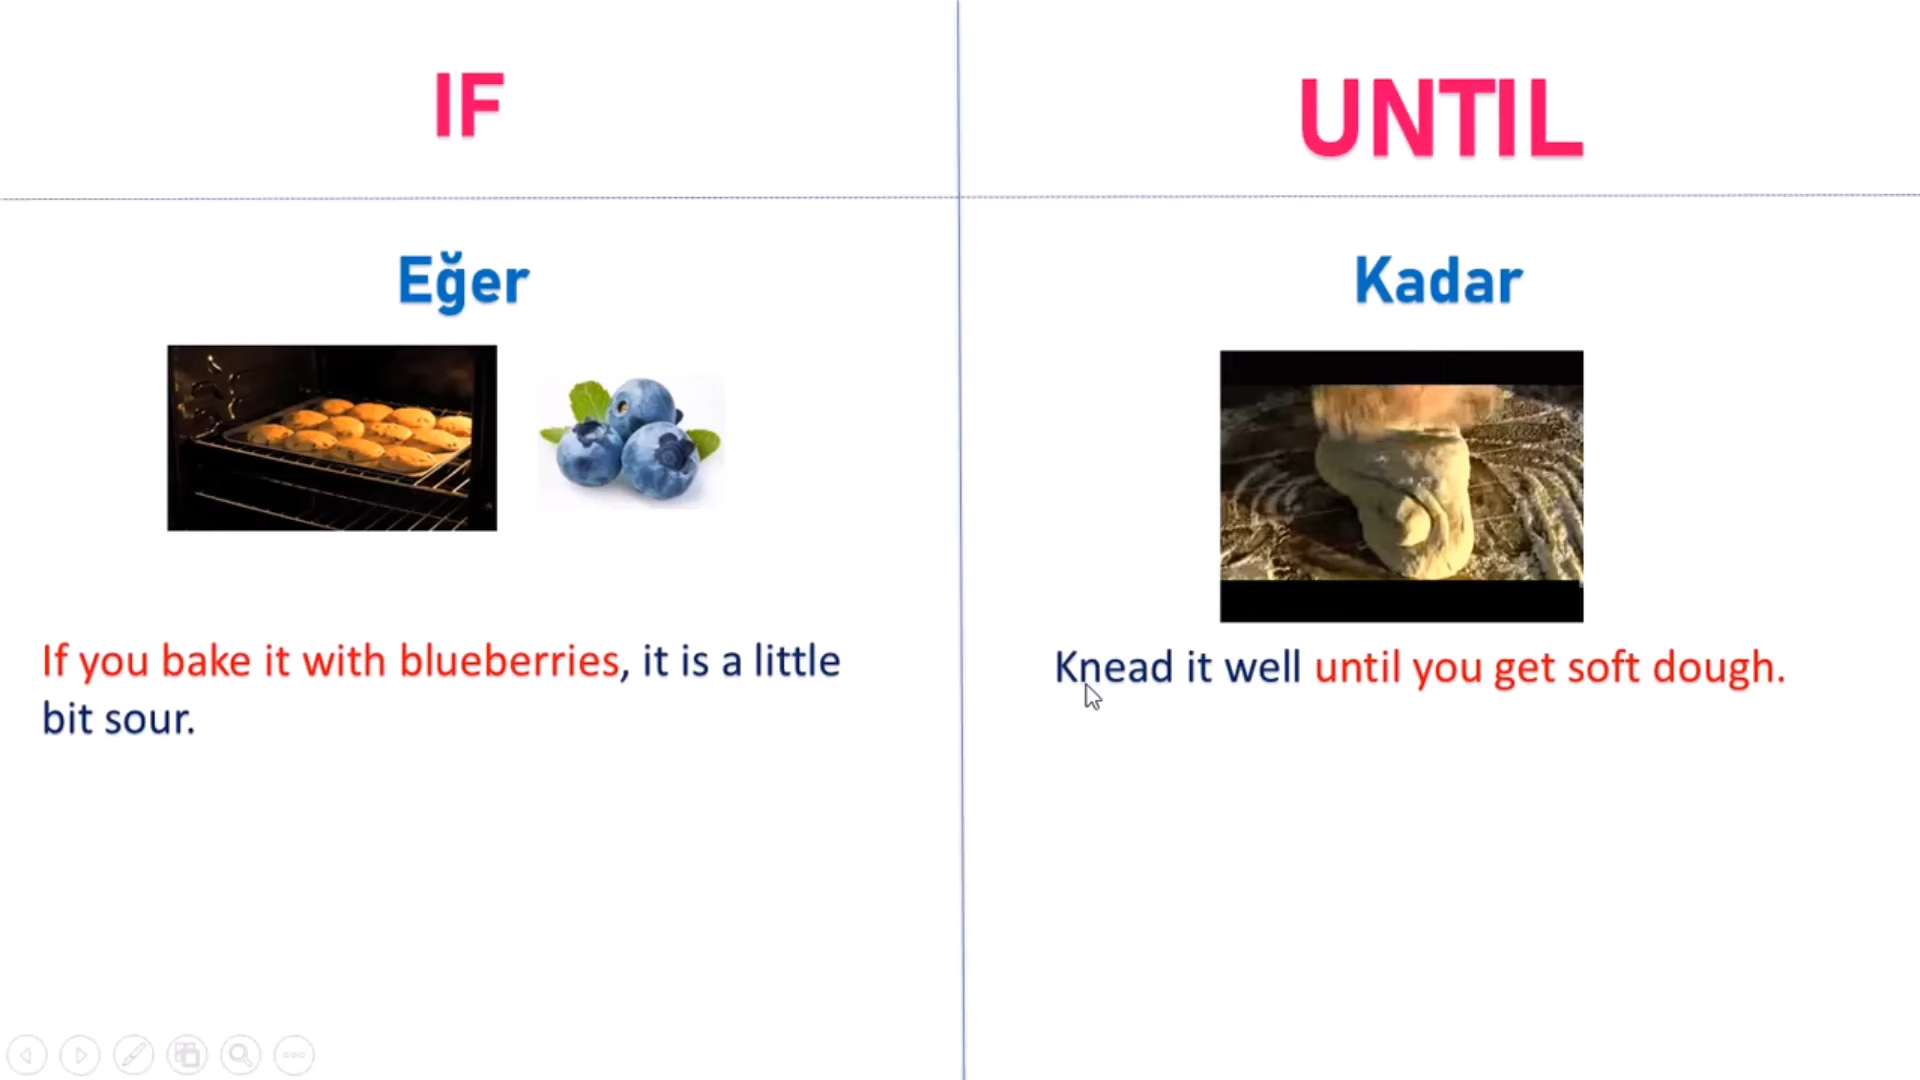 IF
Eğer
If you bake it with blueberries, it is a little
bit sour.
UNTIL
Kadar
Knead it well until you get soft dough.